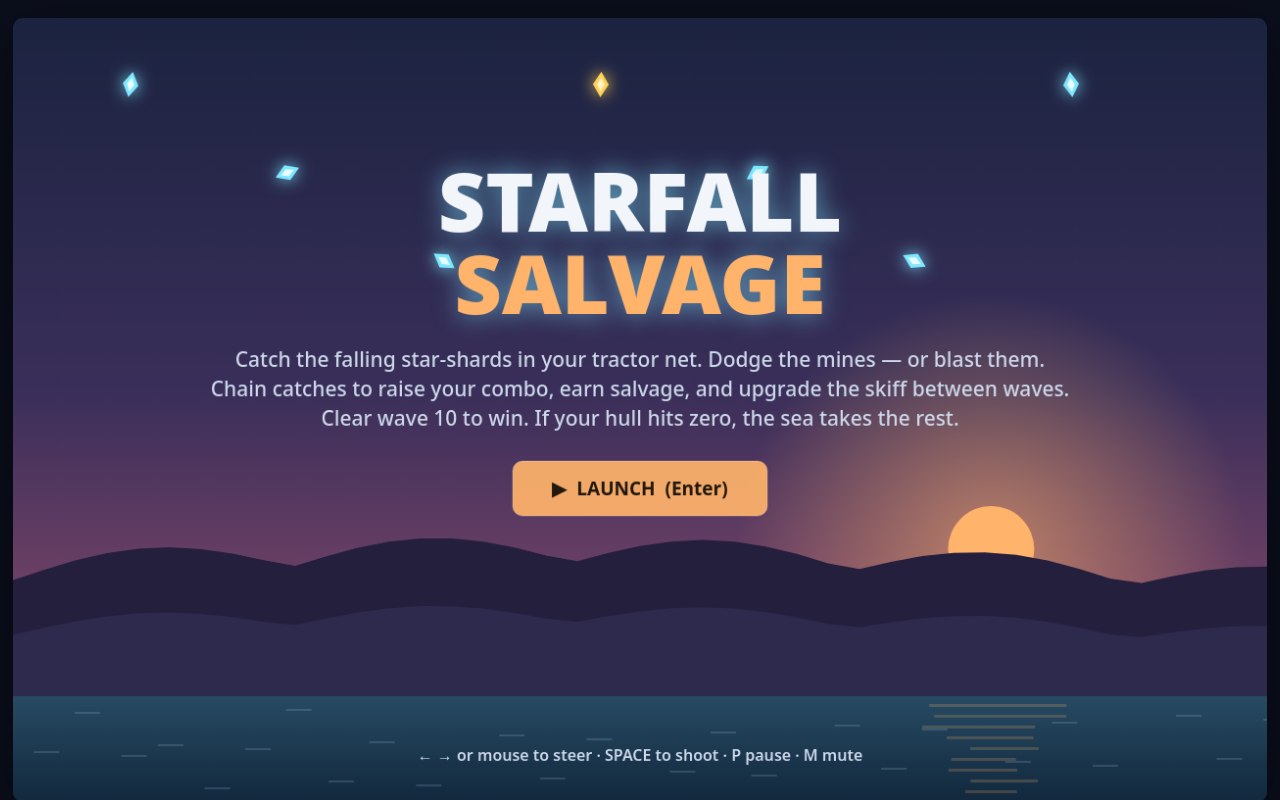 STARFALL
SALVAGE
Catch the falling star-shards in your tractor net. Dodge the mines — or blast them.
Chain catches to raise your combo, earn salvage, and upgrade the skiff between waves.
Clear wave 10 to win. If your hull hits zero, the sea takes the rest.
▶ LAUNCH (Enter)
← → or mouse to steer · SPACE to shoot · P pause · M mute